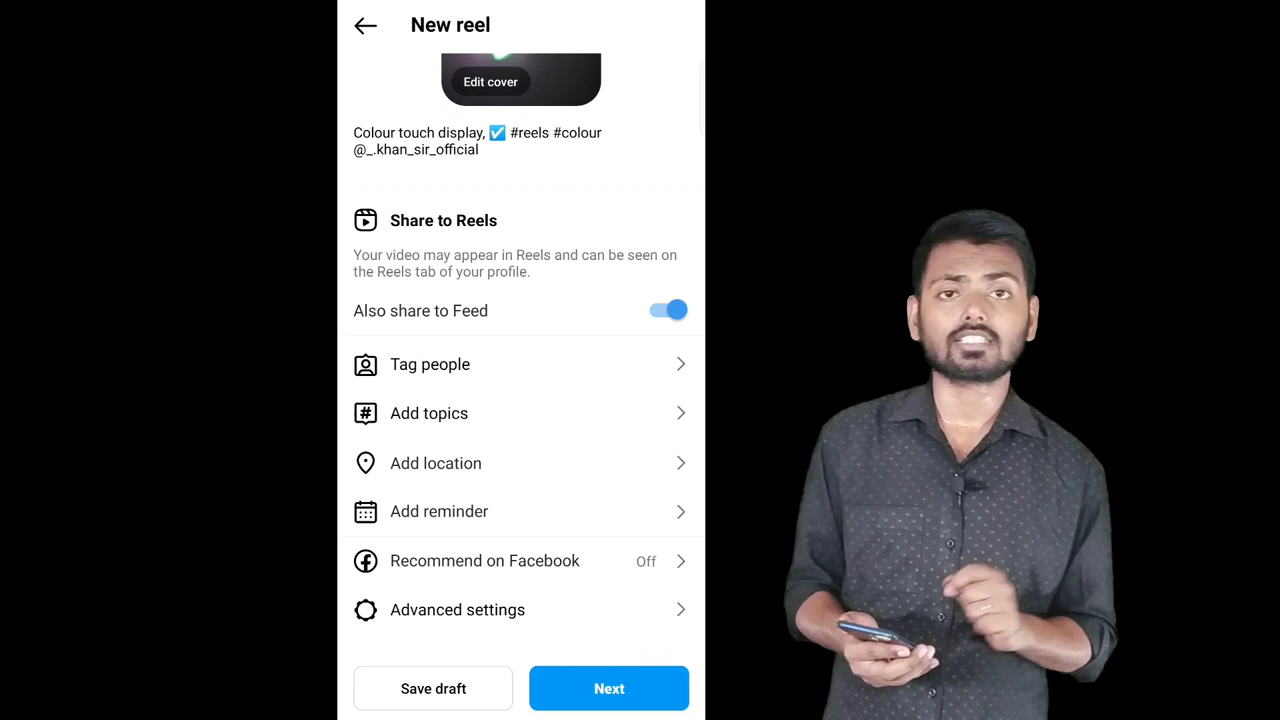 New reel
Edit cover
Colour touch display, ☑️ #reels #colour
@_.khan_sir_official
Share to Reels
Your video may appear in Reels and can be seen on
the Reels tab of your profile.
Also share to Feed
Tag people
Add topics
Add location
Add reminder
Recommend on Facebook Off
Advanced settings
Save draft Next